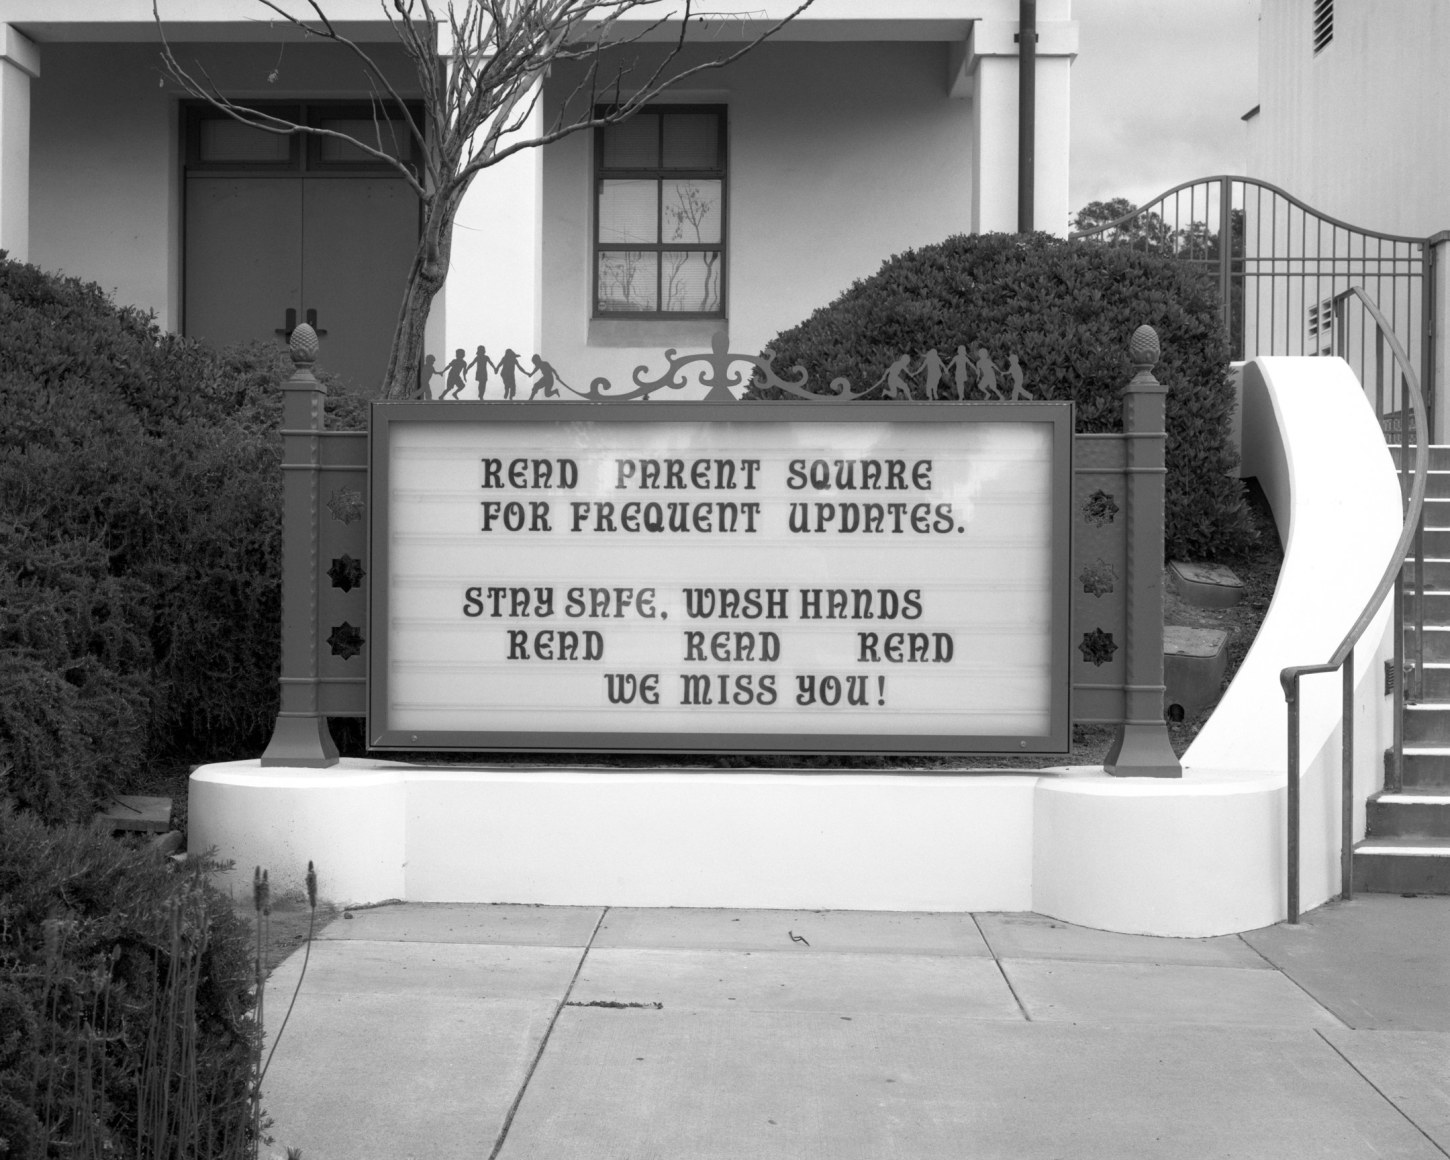 READ PARENT SQUARE
FOR FREQUENT UPDATES.
STAY SAFE, WASH HANDS
READ READ READ
WE MISS YOU!